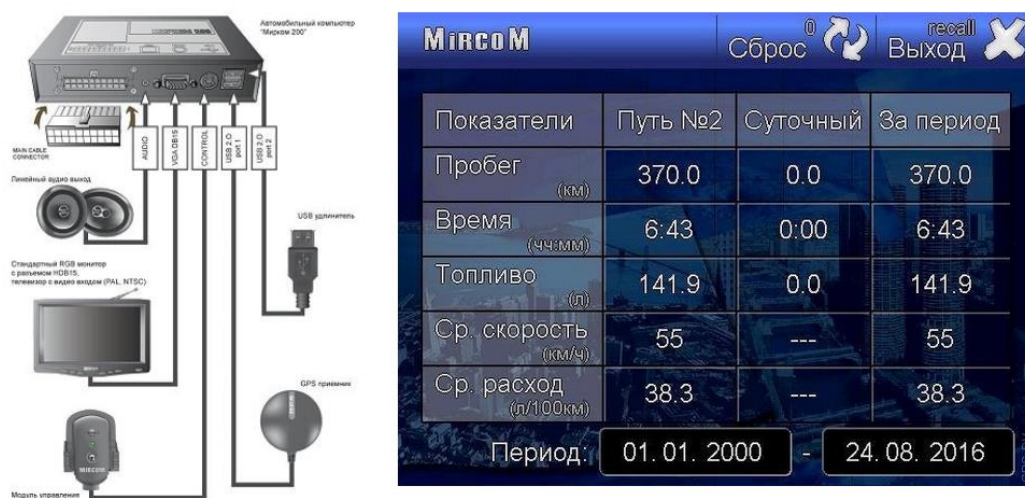 Автомобильный компьютер
"Мирком 200"
MAIN CABLE
CONNECTOR
AUDIO
VGA DB15
CONTROL
USB 2.0
port 1
USB 2.0
port 2
Линейный аудио выход
USB удлинитель
Стандартный RGB монитор
с разъемом HDB15,
телевизор с видео входом (PAL, NTSC)
GPS приемник
MIRCOM
Модуль управления
MIRCOM
0
Сброс
recall
Выход
Показатели Путь №2 Суточный За период
Пробег (км) 370.0 0.0 370.0
Время (чч:мм) 6:43 0:00 6:43
Топливо (л) 141.9 0.0 141.9
Ср. скорость (км/ч) 55 --- 55
Ср. расход (л/100км) 38.3 --- 38.3
Период: 01.01.2000 - 24.08.2016